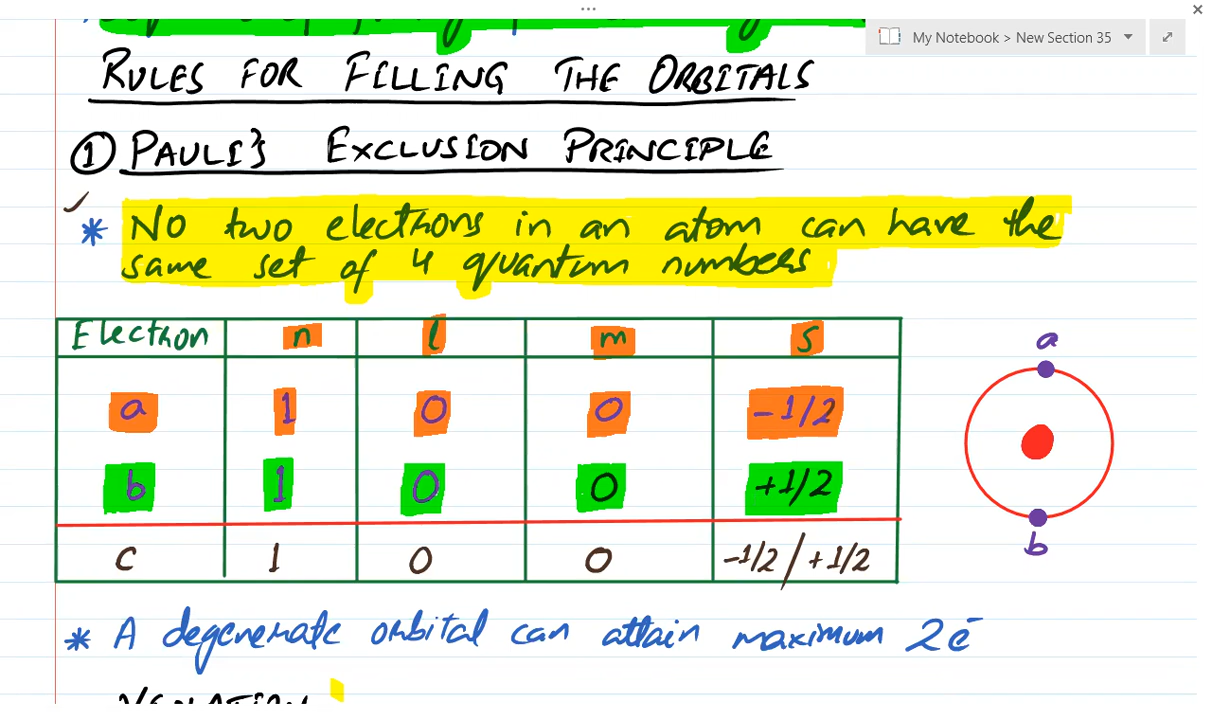 My Notebook > New Section 35
RULES FOR FILLING THE ORBITALS
① PAULI'S EXCLUSION PRINCIPLE
* No two electrons in an atom can have the
same set of 4 quantum numbers
Electron n l m s
a 1 0 0 -1/2
b 1 0 0 +1/2
c 1 0 0 -1/2 / +1/2
a
b
* A degenerate orbital can attain maximum 2e⁻